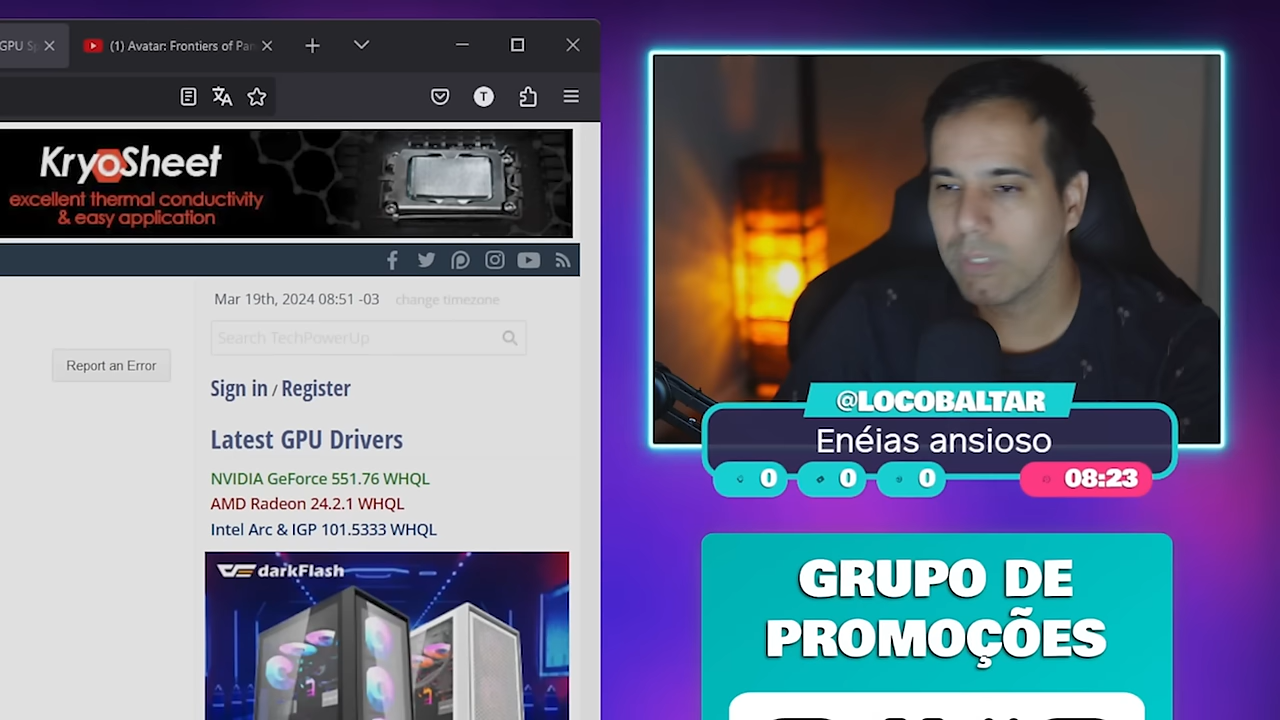 GPU
(1) Avatar: Frontiers of Pan
T
KryoSheet
excellent thermal conductivity
& easy application
Mar 19th, 2024 08:51 -03
change timezone
Search TechPowerUp
Report an Error
Sign in / Register
Latest GPU Drivers
NVIDIA GeForce 551.76 WHQL
AMD Radeon 24.2.1 WHQL
Intel Arc & IGP 101.5333 WHQL
darkFlash
@LOCOBALTAR
Enéias ansioso
0
0
0
08:23
GRUPO DE
PROMOÇÕES